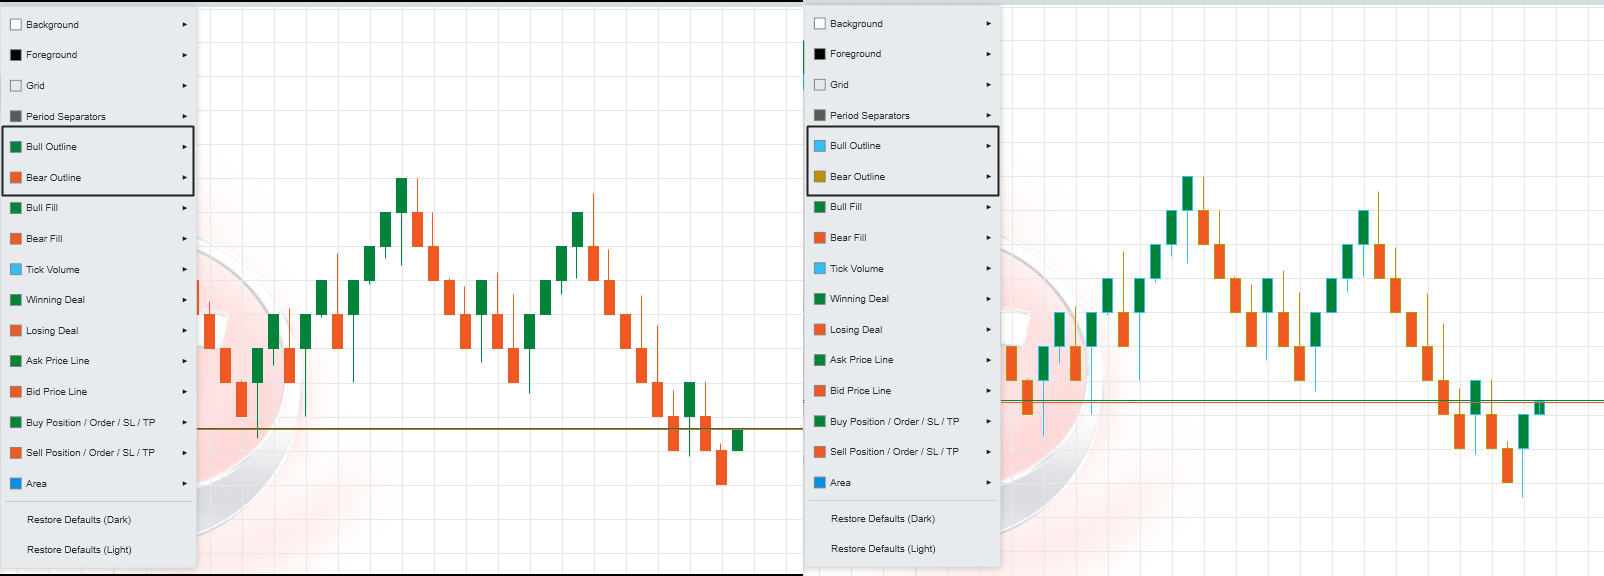 Background
Foreground
Grid
Period Separators
Bull Outline
Bear Outline
Bull Fill
Bear Fill
Tick Volume
Winning Deal
Losing Deal
Ask Price Line
Bid Price Line
Buy Position / Order / SL / TP
Sell Position / Order / SL / TP
Area
Restore Defaults (Dark)
Restore Defaults (Light)
Background
Foreground
Grid
Period Separators
Bull Outline
Bear Outline
Bull Fill
Bear Fill
Tick Volume
Winning Deal
Losing Deal
Ask Price Line
Bid Price Line
Buy Position / Order / SL / TP
Sell Position / Order / SL / TP
Area
Restore Defaults (Dark)
Restore Defaults (Light)